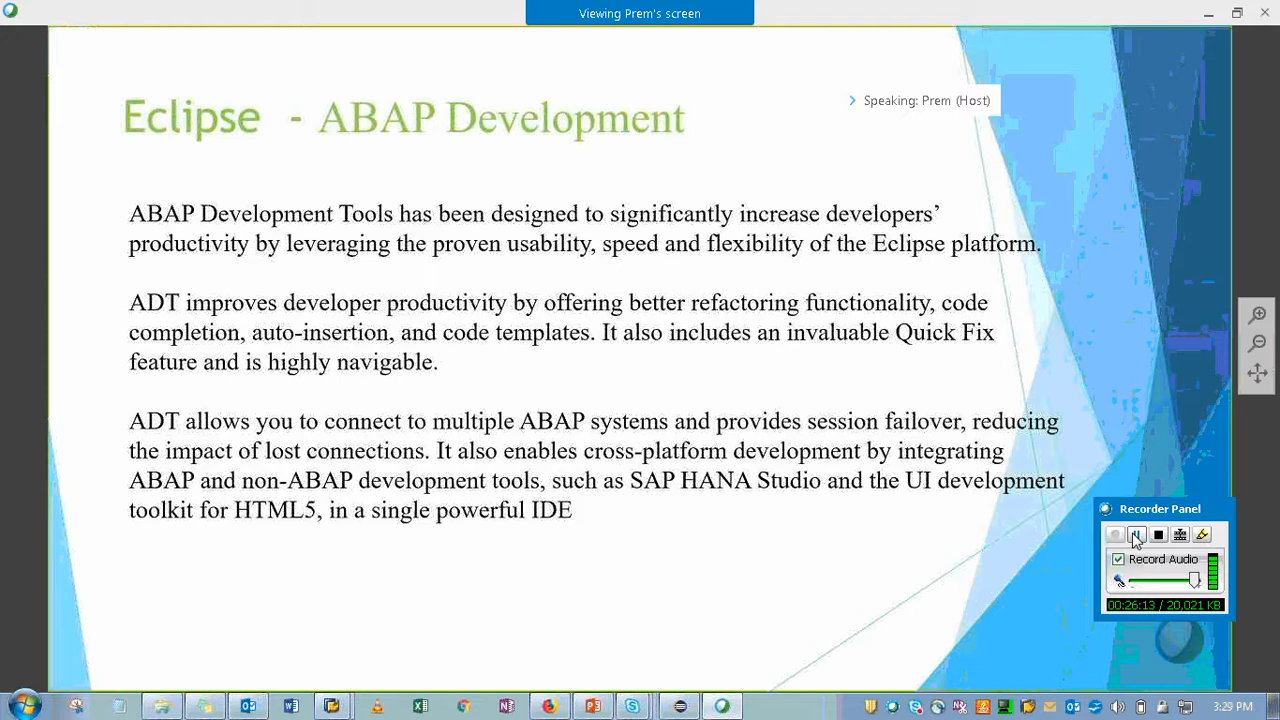 Viewing Prem's screen
Speaking: Prem (Host)
Eclipse - ABAP Development
ABAP Development Tools has been designed to significantly increase developers’
productivity by leveraging the proven usability, speed and flexibility of the Eclipse platform.
ADT improves developer productivity by offering better refactoring functionality, code
completion, auto-insertion, and code templates. It also includes an invaluable Quick Fix
feature and is highly navigable.
ADT allows you to connect to multiple ABAP systems and provides session failover, reducing
the impact of lost connections. It also enables cross-platform development by integrating
ABAP and non-ABAP development tools, such as SAP HANA Studio and the UI development
toolkit for HTML5, in a single powerful IDE
Recorder Panel
Record Audio
00:26:13 / 20,021 KB
3:29 PM